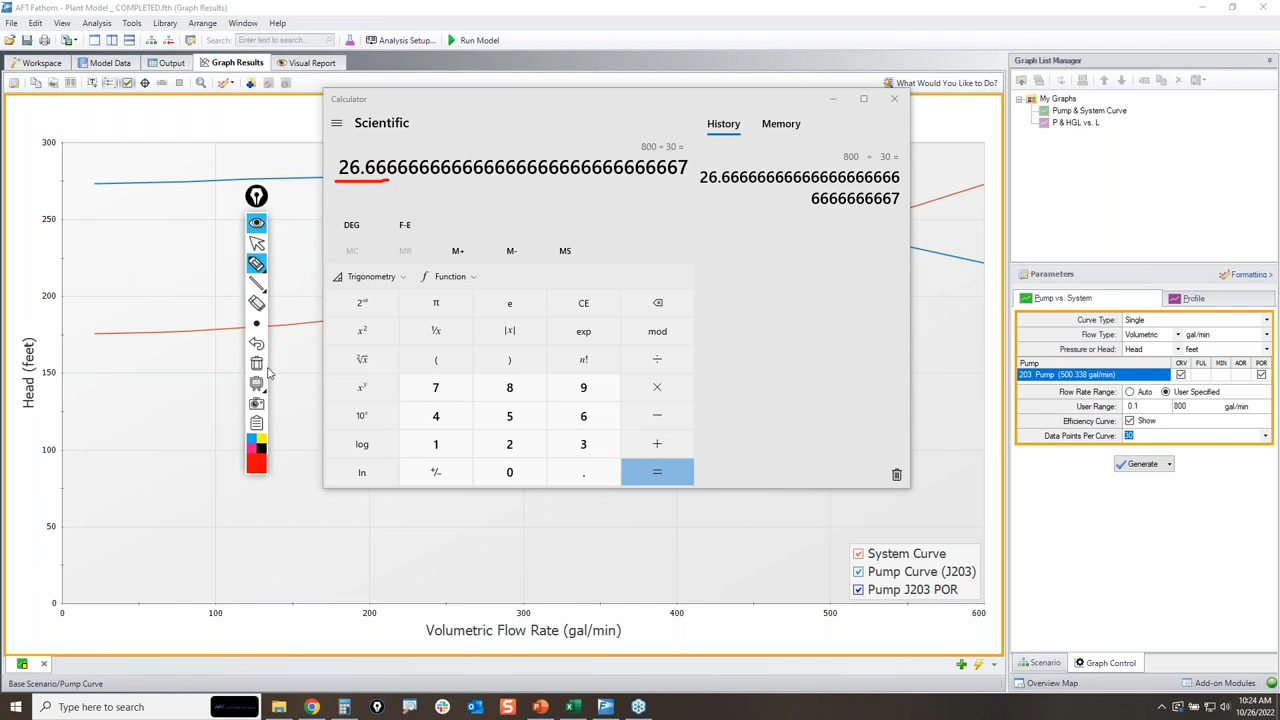 AFT Fathom - Plant Model _ COMPLETED.fth (Graph Results)
File Edit View Analysis Tools Library Arrange Window Help
Search: Enter text to search... Analysis Setup... Run Model
Workspace Model Data Output Graph Results Visual Report
What Would You Like to Do?
Calculator
Scientific
800 ÷ 30 =
26.666666666666666666666666666667
DEG F-E
MC MR M+ M- MS
Trigonometry Function
2ⁿᵈ π e CE
x² ¹/x |x| exp mod
²√x ( ) n! ÷
xʸ 7 8 9 ×
10ˣ 4 5 6 −
log 1 2 3 +
ln +/− 0 . =
History Memory
800 ÷ 30 =
26.66666666666666666666
6666666667
300
250
200
150
100
50
0
Head (feet)
0 100 200 300 400 500 600
Volumetric Flow Rate (gal/min)
System Curve
Pump Curve (J203)
Pump J203 POR
Graph List Manager
My Graphs
Pump & System Curve
P & HGL vs. L
Parameters Formatting >
Pump vs. System Profile
Curve Type: Single
Flow Type: Volumetric gal/min
Pressure or Head: Head feet
Pump CRV FUL MIN AOR POR
203 Pump (500.338 gal/min)
Flow Rate Range: Auto User Specified
User Range: 0.1 800 gal/min
Efficiency Curve: Show
Data Points Per Curve: 30
Generate
Scenario Graph Control
Base Scenario/Pump Curve
Overview Map Add-on Modules
Type here to search
10:24 AM
10/26/2022